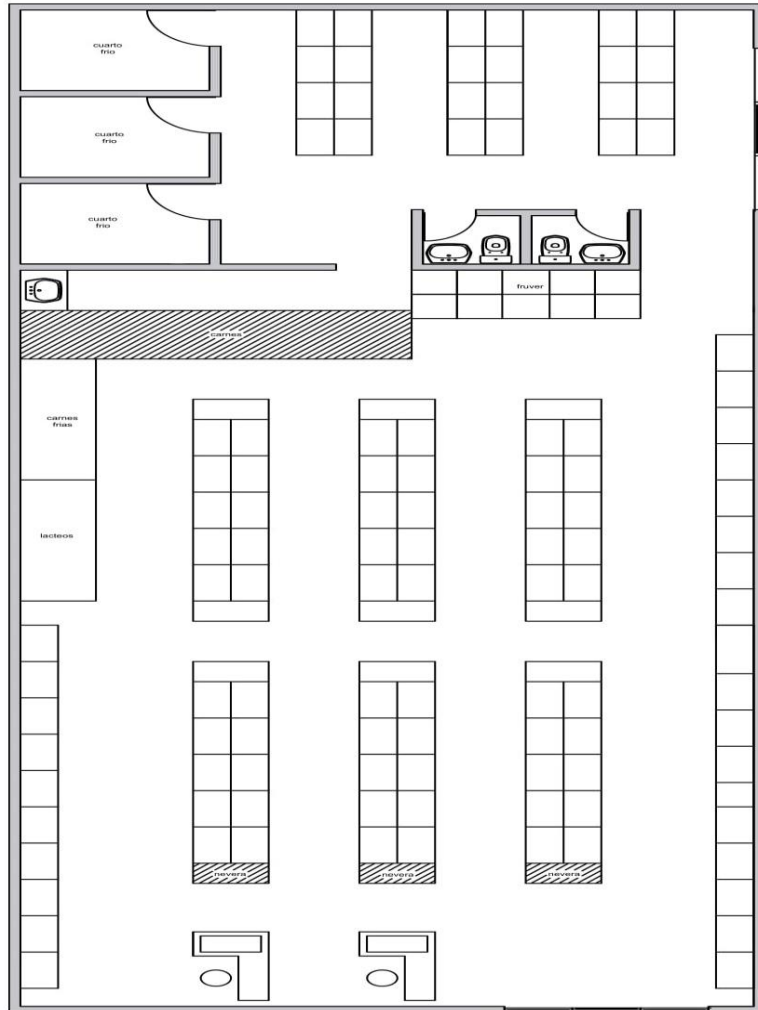 cuarto
frio
cuarto
frio
cuarto
frio
fruver
carnes
carnes
frias
lacteos
nevera
nevera
nevera